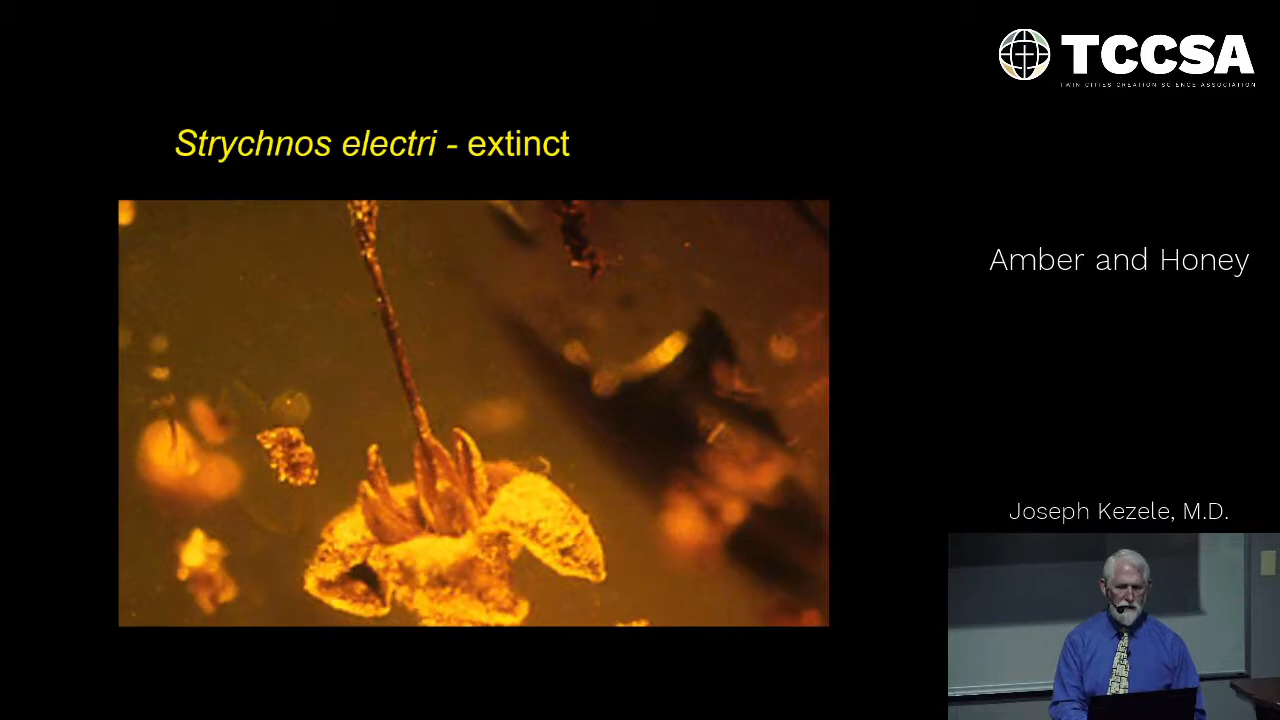 TCCSA
TWIN CITIES CREATION SCIENCE ASSOCIATION
Strychnos electri - extinct
Amber and Honey
Joseph Kezele, M.D.